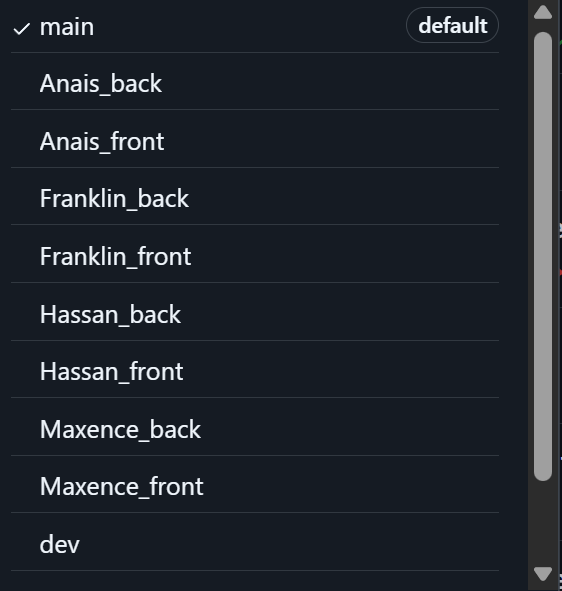 main default
Anais_back
Anais_front
Franklin_back
Franklin_front
Hassan_back
Hassan_front
Maxence_back
Maxence_front
dev